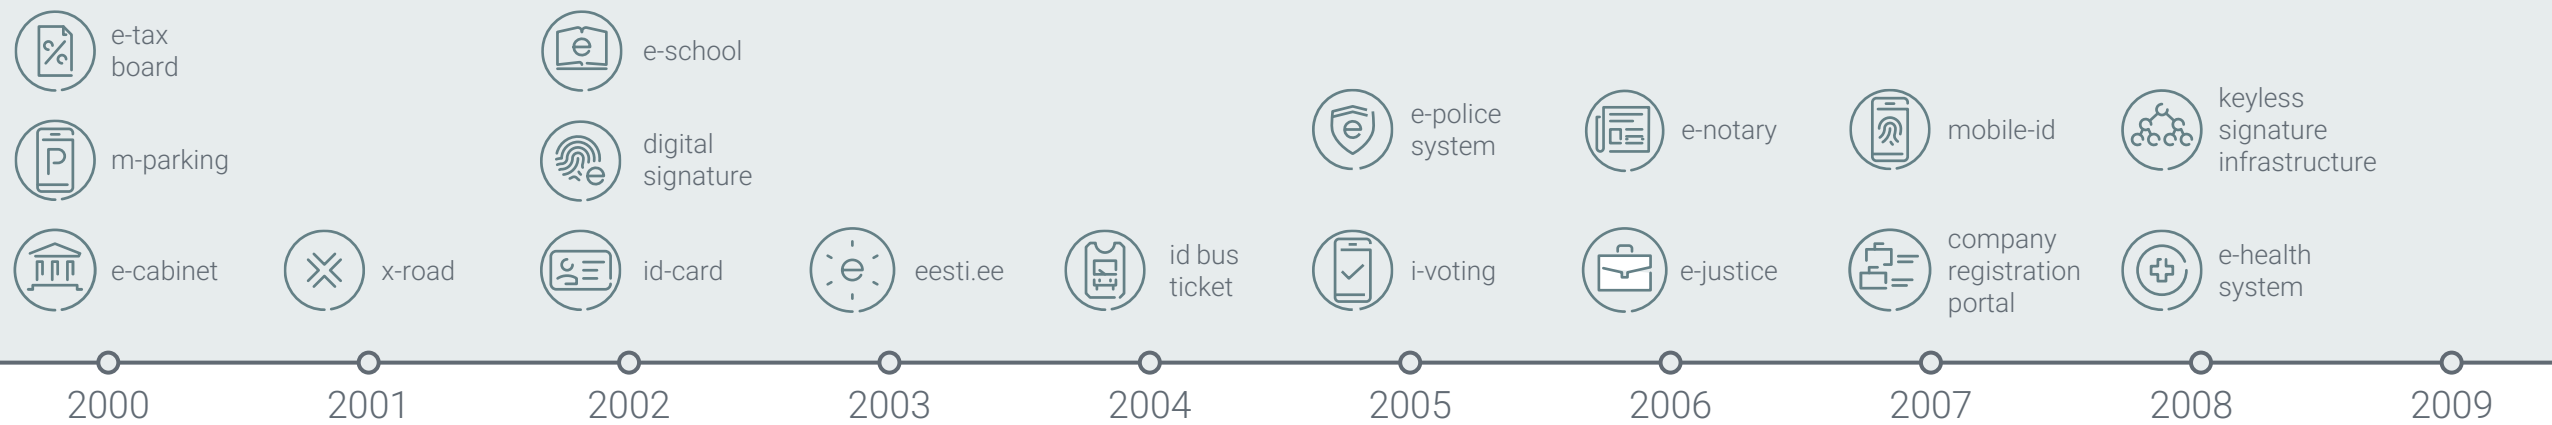 e-tax
board
m-parking
e-cabinet
x-road
e-school
digital
signature
id-card
eesti.ee
id bus
ticket
e-police
system
i-voting
e-notary
e-justice
mobile-id
company
registration
portal
keyless
signature
infrastructure
e-health
system
2000
2001
2002
2003
2004
2005
2006
2007
2008
2009